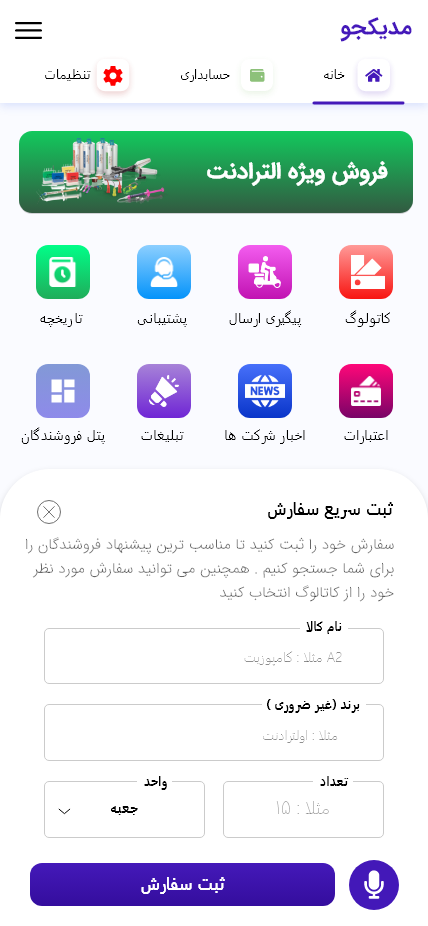 مدیکجو
خانه
حسابداری
تنظیمات
فروش ویژه الترادنت
کاتولوگ
پیگیری ارسال
پشتیبانی
تاریخچه
NEWS
اعتبارات
اخبار شرکت ها
تبلیغات
پتل فروشندگان
ثبت سریع سفارش
سفارش خود را ثبت کنید تا مناسب ترین پیشنهاد فروشندگان را
برای شما جستجو کنیم . همچنین می توانید سفارش مورد نظر
خود را از کاتالوگ انتخاب کنید
نام کالا
مثلا : کامپوزیت A2
برند (غیر ضروری )
مثلا : اولترادنت
تعداد
مثلا : ۱۵
واحد
جعبه
ثبت سفارش